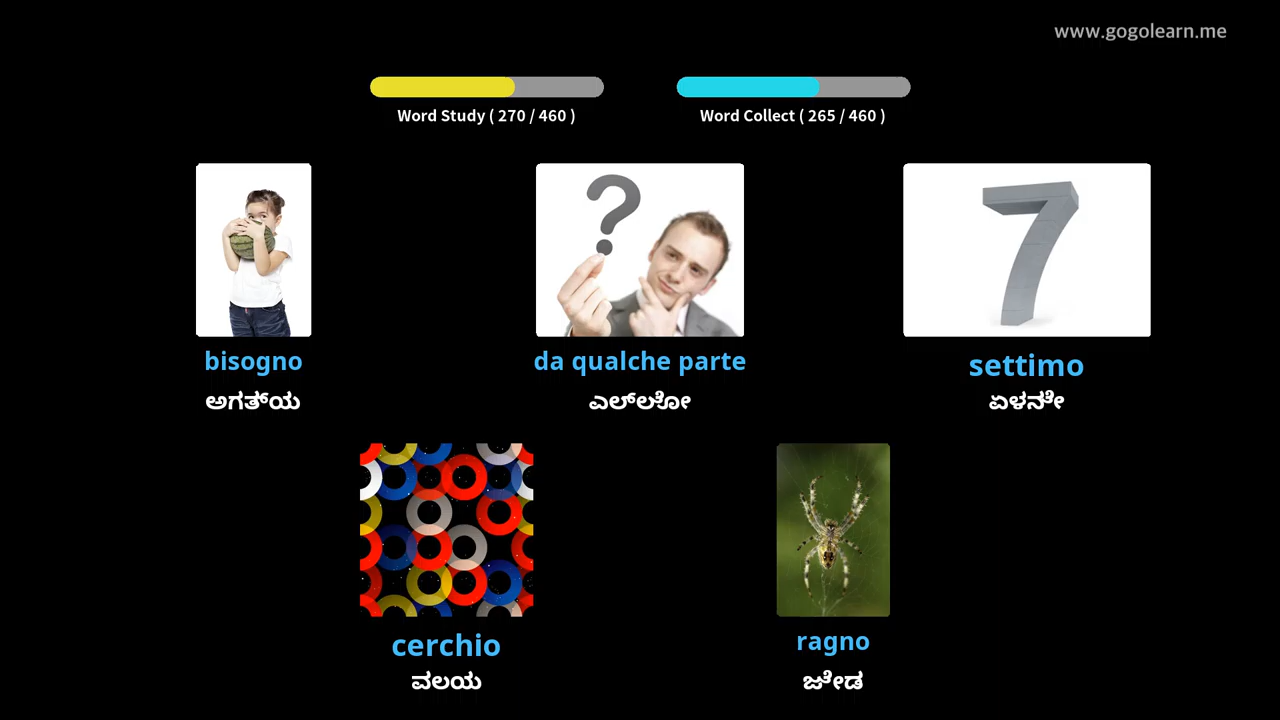 www.gogolearn.me
Word Study ( 270 / 460 )
Word Collect ( 265 / 460 )
bisogno
ಅಗತ್ಯ
da qualche parte
ಎಲ್ಲೋ
settimo
ಏಳನೇ
cerchio
ವಲಯ
ragno
ಜೇಡ